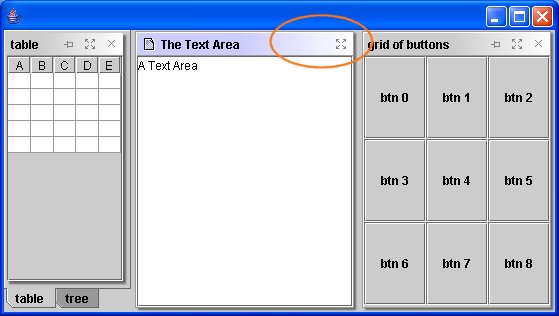 table
A B C D E
table tree
The Text Area
A Text Area
grid of buttons
btn 0 btn 1 btn 2
btn 3 btn 4 btn 5
btn 6 btn 7 btn 8